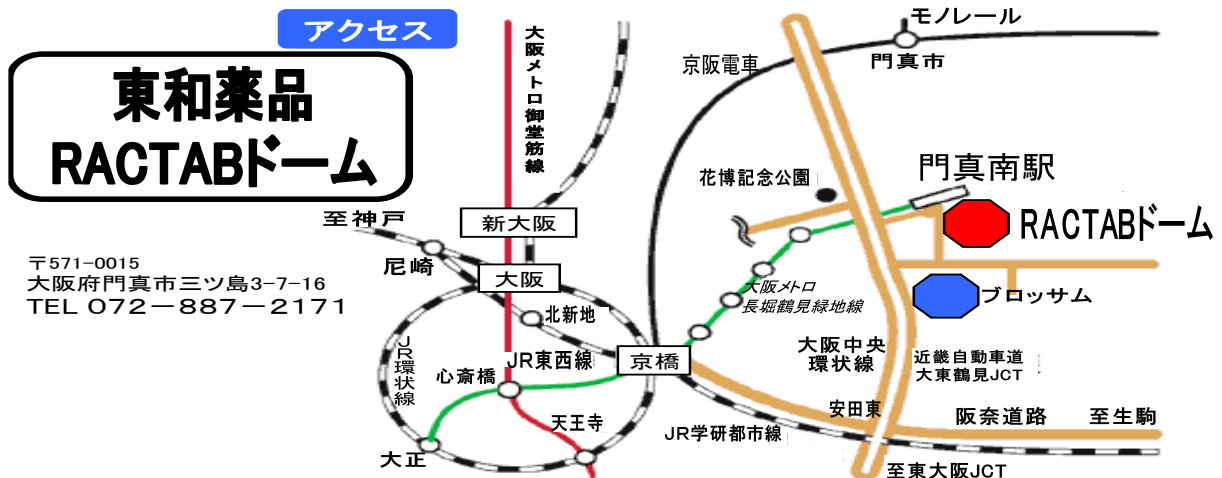 アクセス
東和薬品
RACTABドーム
〒571-0015
大阪府門真市三ツ島3-7-16
TEL 072－887－2171
大阪メトロ御堂筋線
モノレール
京阪電車
門真市
門真南駅
花博記念公園
RACTABドーム
至神戸
新大阪
尼崎
大阪
大阪メトロ
長堀鶴見緑地線
ブロッサム
北新地
JR環状線
JR東西線
京橋
大阪中央
環状線
近畿自動車道
大東鶴見JCT
心斎橋
安田東
阪奈道路
至生駒
天王寺
JR学研都市線
大正
至東大阪JCT